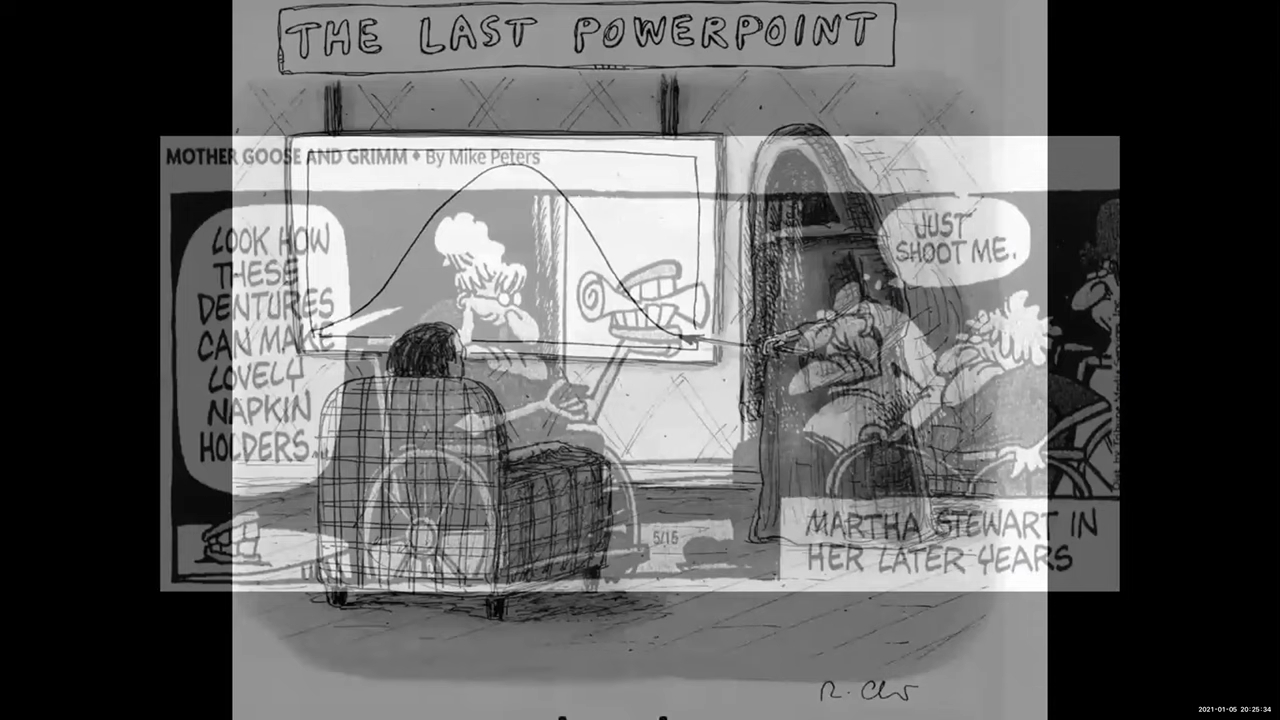 THE LAST POWERPOINT
MOTHER GOOSE AND GRIMM • By Mike Peters
LOOK HOW
THESE
DENTURES
CAN MAKE
LOVELY
NAPKIN
HOLDERS...
JUST
SHOOT ME.
5/15
MARTHA STEWART IN
HER LATER YEARS
2021-01-05 20:25:34